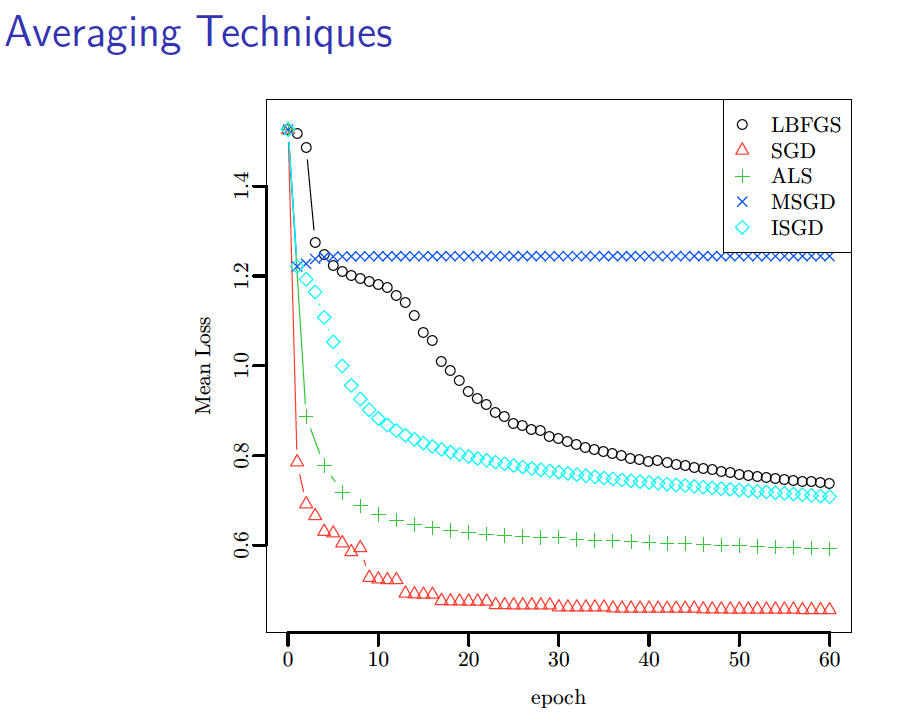 Averaging Techniques
LBFGS
SGD
ALS
MSGD
ISGD
Mean Loss
1.4
1.2
1.0
0.8
0.6
0 10 20 30 40 50 60
epoch